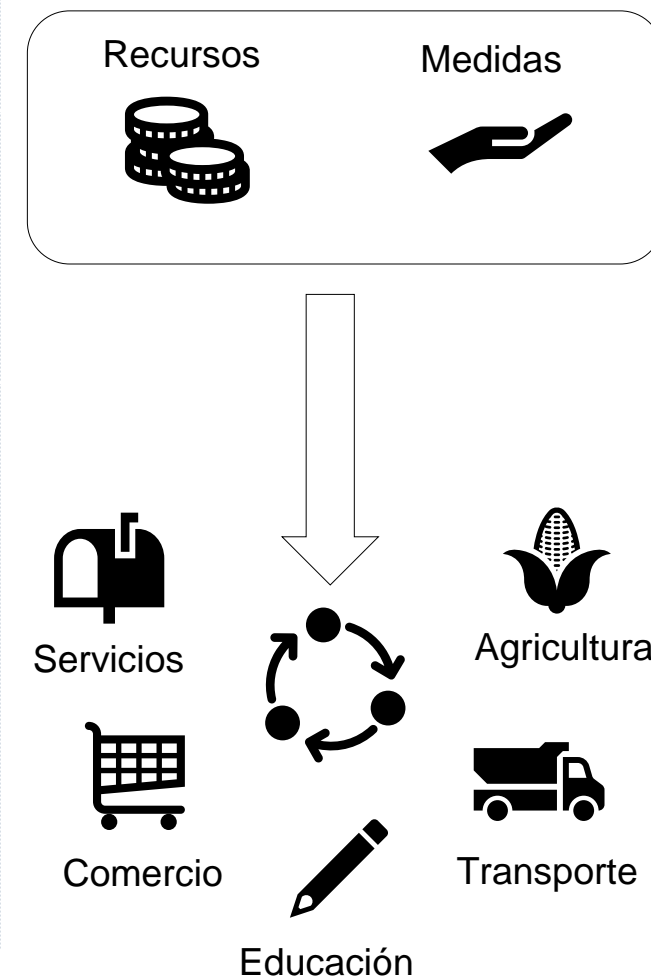 Recursos
Medidas
Servicios
Agricultura
Comercio
Transporte
Educación